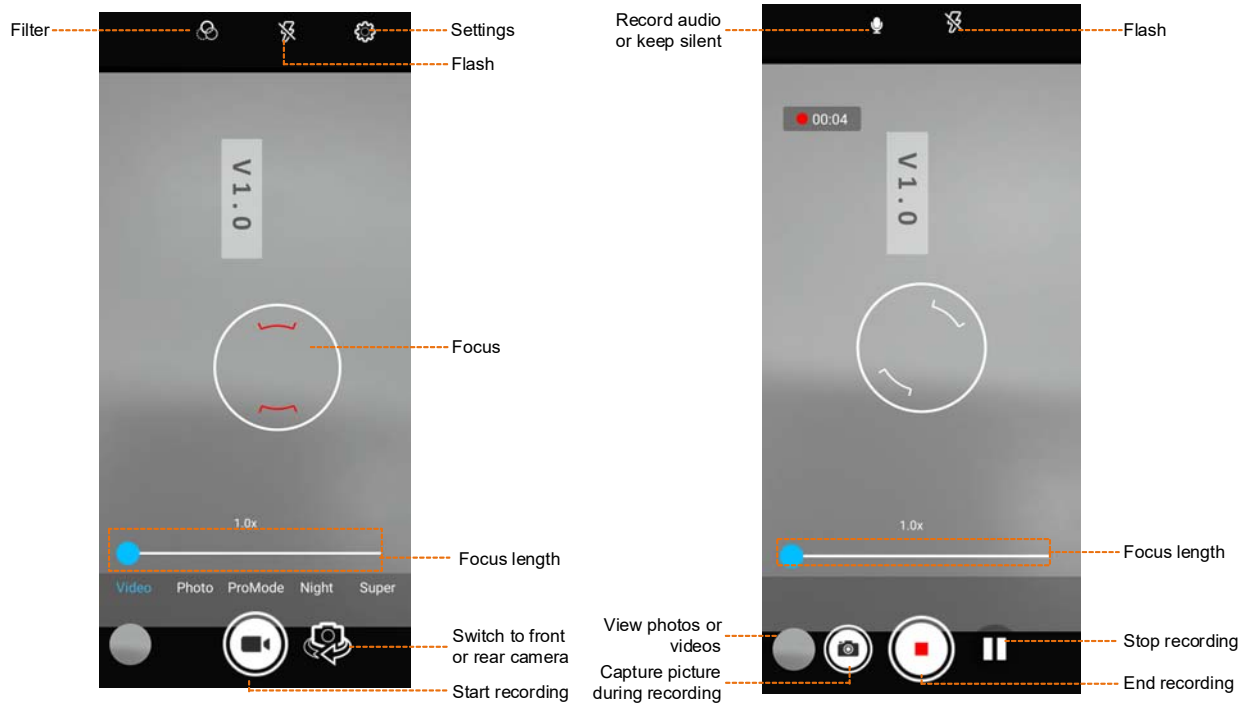 Filter
Settings
Flash
V1.0
Focus
1.0x
Focus length
Video Photo ProMode Night Super
Switch to front
or rear camera
Start recording
Record audio
or keep silent
Flash
00:04
V1.0
1.0x
Focus length
View photos or
videos
Stop recording
Capture picture
during recording
End recording